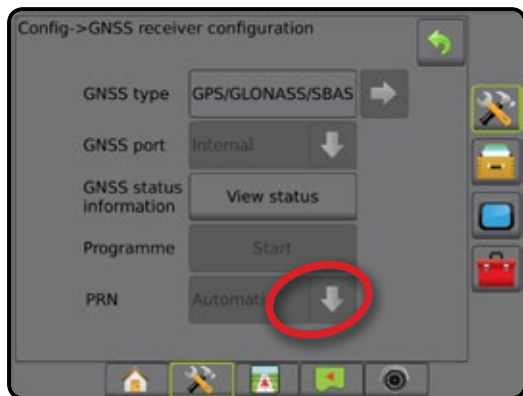 Config->GNSS receiver configuration
GNSS type GPS/GLONASS/SBAS
GNSS port Internal
GNSS status
information View status
Programme Start
PRN Automatic